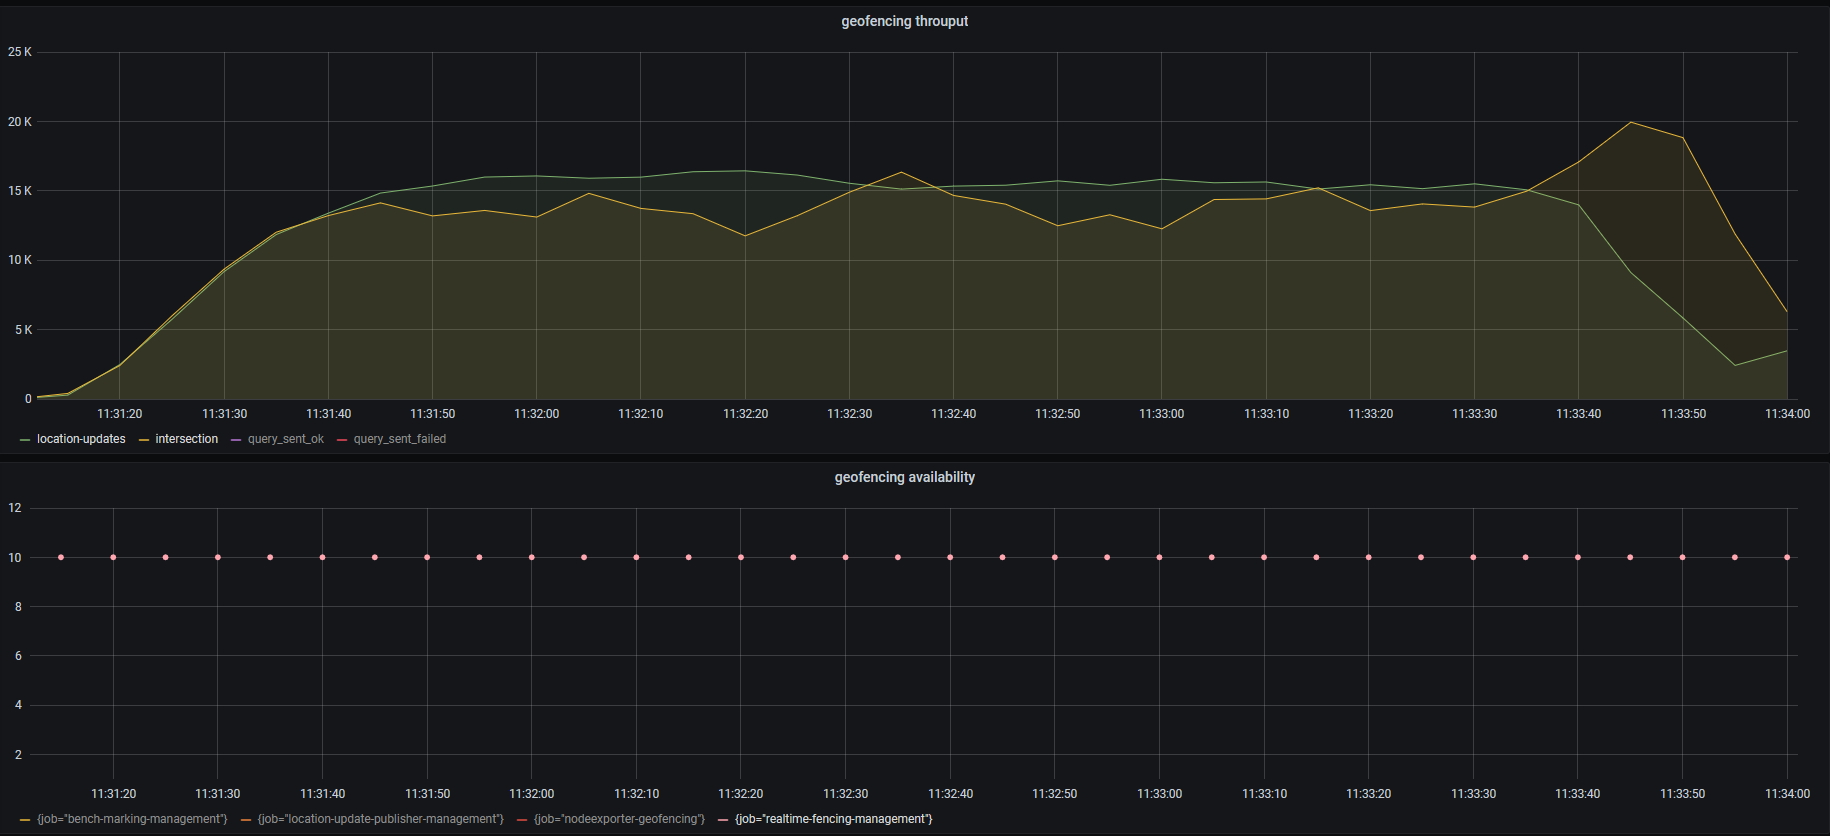 geofencing throuput
25 K
20 K
15 K
10 K
5 K
0
11:31:20 11:31:30 11:31:40 11:31:50 11:32:00 11:32:10 11:32:20 11:32:30 11:32:40 11:32:50 11:33:00 11:33:10 11:33:20 11:33:30 11:33:40 11:33:50 11:34:00
location-updates intersection query_sent_ok query_sent_failed
geofencing availability
12
10
8
6
4
2
11:31:20 11:31:30 11:31:40 11:31:50 11:32:00 11:32:10 11:32:20 11:32:30 11:32:40 11:32:50 11:33:00 11:33:10 11:33:20 11:33:30 11:33:40 11:33:50 11:34:00
{job="bench-marking-management"} {job="location-update-publisher-management"} {job="nodeexporter-geofencing"} {job="realtime-fencing-management"}